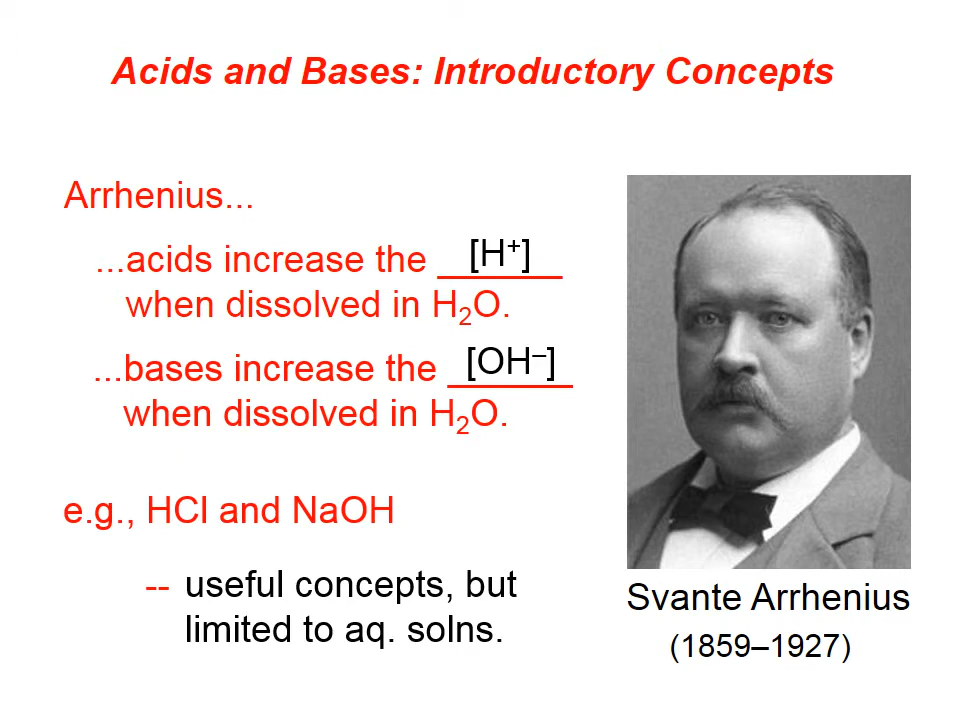 Acids and Bases: Introductory Concepts
Arrhenius...
...acids increase the [H⁺]
when dissolved in H₂O.
...bases increase the [OH⁻]
when dissolved in H₂O.
e.g., HCl and NaOH
-- useful concepts, but
limited to aq. solns.
Svante Arrhenius
(1859–1927)